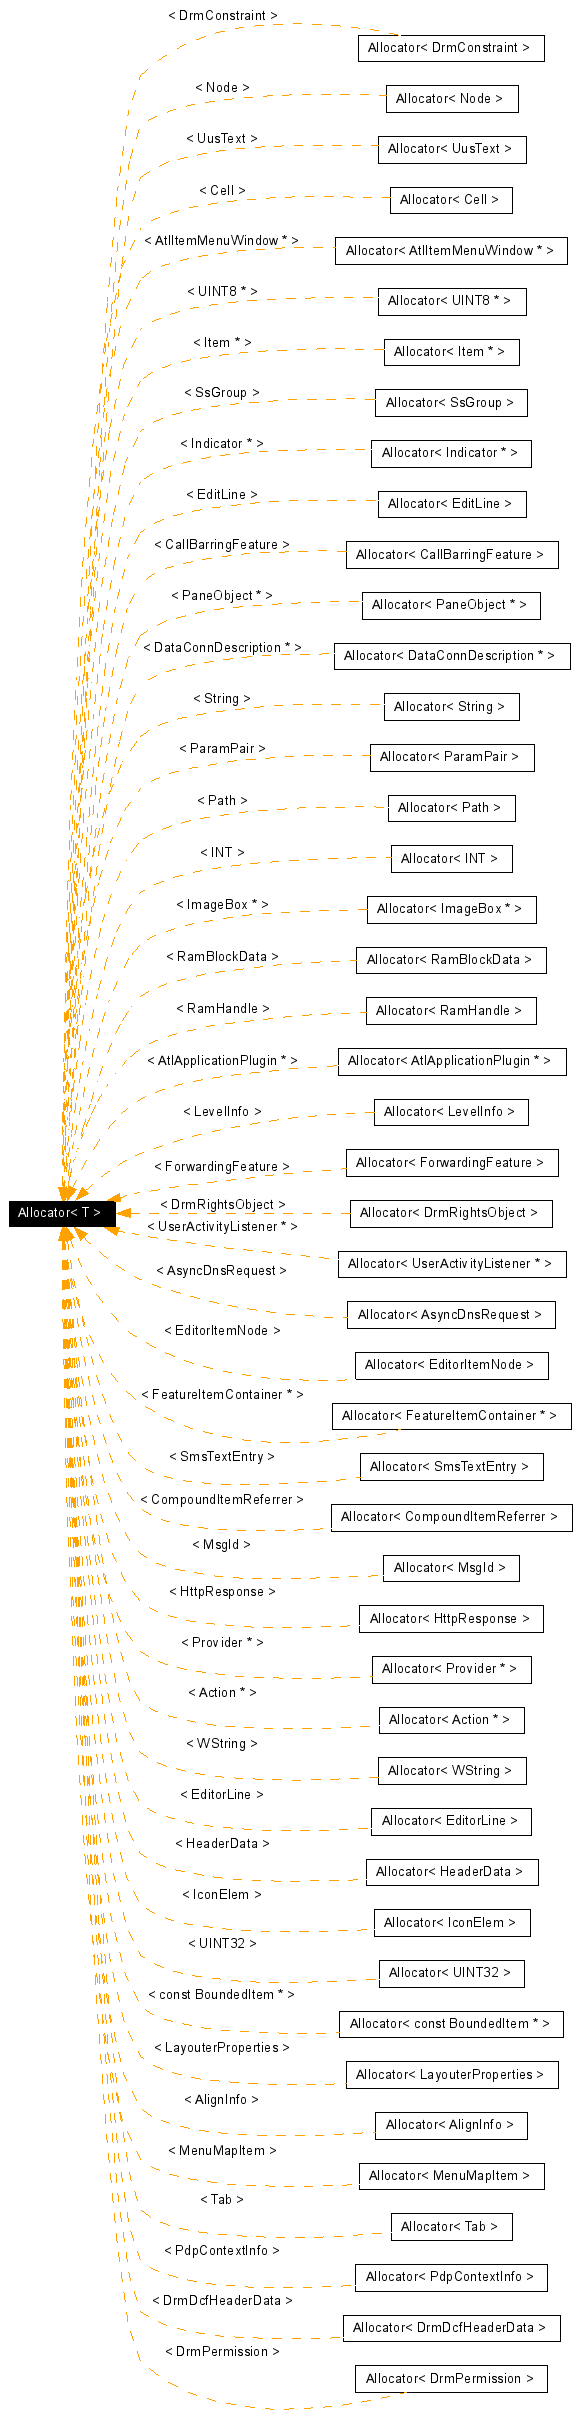 < DrmConstraint >
Allocator< DrmConstraint >
< Node >
Allocator< Node >
< UusText >
Allocator< UusText >
< Cell >
Allocator< Cell >
< AtlItemMenuWindow * >
Allocator< AtlItemMenuWindow * >
< UINT8 * >
Allocator< UINT8 * >
< Item * >
Allocator< Item * >
< SsGroup >
Allocator< SsGroup >
< Indicator * >
Allocator< Indicator * >
< EditLine >
Allocator< EditLine >
< CallBarringFeature >
Allocator< CallBarringFeature >
< PaneObject * >
Allocator< PaneObject * >
< DataConnDescription * >
Allocator< DataConnDescription * >
< String >
Allocator< String >
< ParamPair >
Allocator< ParamPair >
< Path >
Allocator< Path >
< INT >
Allocator< INT >
< ImageBox * >
Allocator< ImageBox * >
< RamBlockData >
Allocator< RamBlockData >
< RamHandle >
Allocator< RamHandle >
< AtlApplicationPlugin * >
Allocator< AtlApplicationPlugin * >
< LevelInfo >
Allocator< LevelInfo >
< ForwardingFeature >
Allocator< ForwardingFeature >
< DrmRightsObject >
Allocator< T >
Allocator< DrmRightsObject >
< UserActivityListener * >
Allocator< UserActivityListener * >
< AsyncDnsRequest >
Allocator< AsyncDnsRequest >
< EditorItemNode >
Allocator< EditorItemNode >
< FeatureItemContainer * >
Allocator< FeatureItemContainer * >
< SmsTextEntry >
Allocator< SmsTextEntry >
< CompoundItemReferrer >
Allocator< CompoundItemReferrer >
< MsgId >
Allocator< MsgId >
< HttpResponse >
Allocator< HttpResponse >
< Provider * >
Allocator< Provider * >
< Action * >
Allocator< Action * >
< WString >
Allocator< WString >
< EditorLine >
Allocator< EditorLine >
< HeaderData >
Allocator< HeaderData >
< IconElem >
Allocator< IconElem >
< UINT32 >
Allocator< UINT32 >
< const BoundedItem * >
Allocator< const BoundedItem * >
< LayouterProperties >
Allocator< LayouterProperties >
< AlignInfo >
Allocator< AlignInfo >
< MenuMapItem >
Allocator< MenuMapItem >
< Tab >
Allocator< Tab >
< PdpContextInfo >
Allocator< PdpContextInfo >
< DrmDcfHeaderData >
Allocator< DrmDcfHeaderData >
< DrmPermission >
Allocator< DrmPermission >